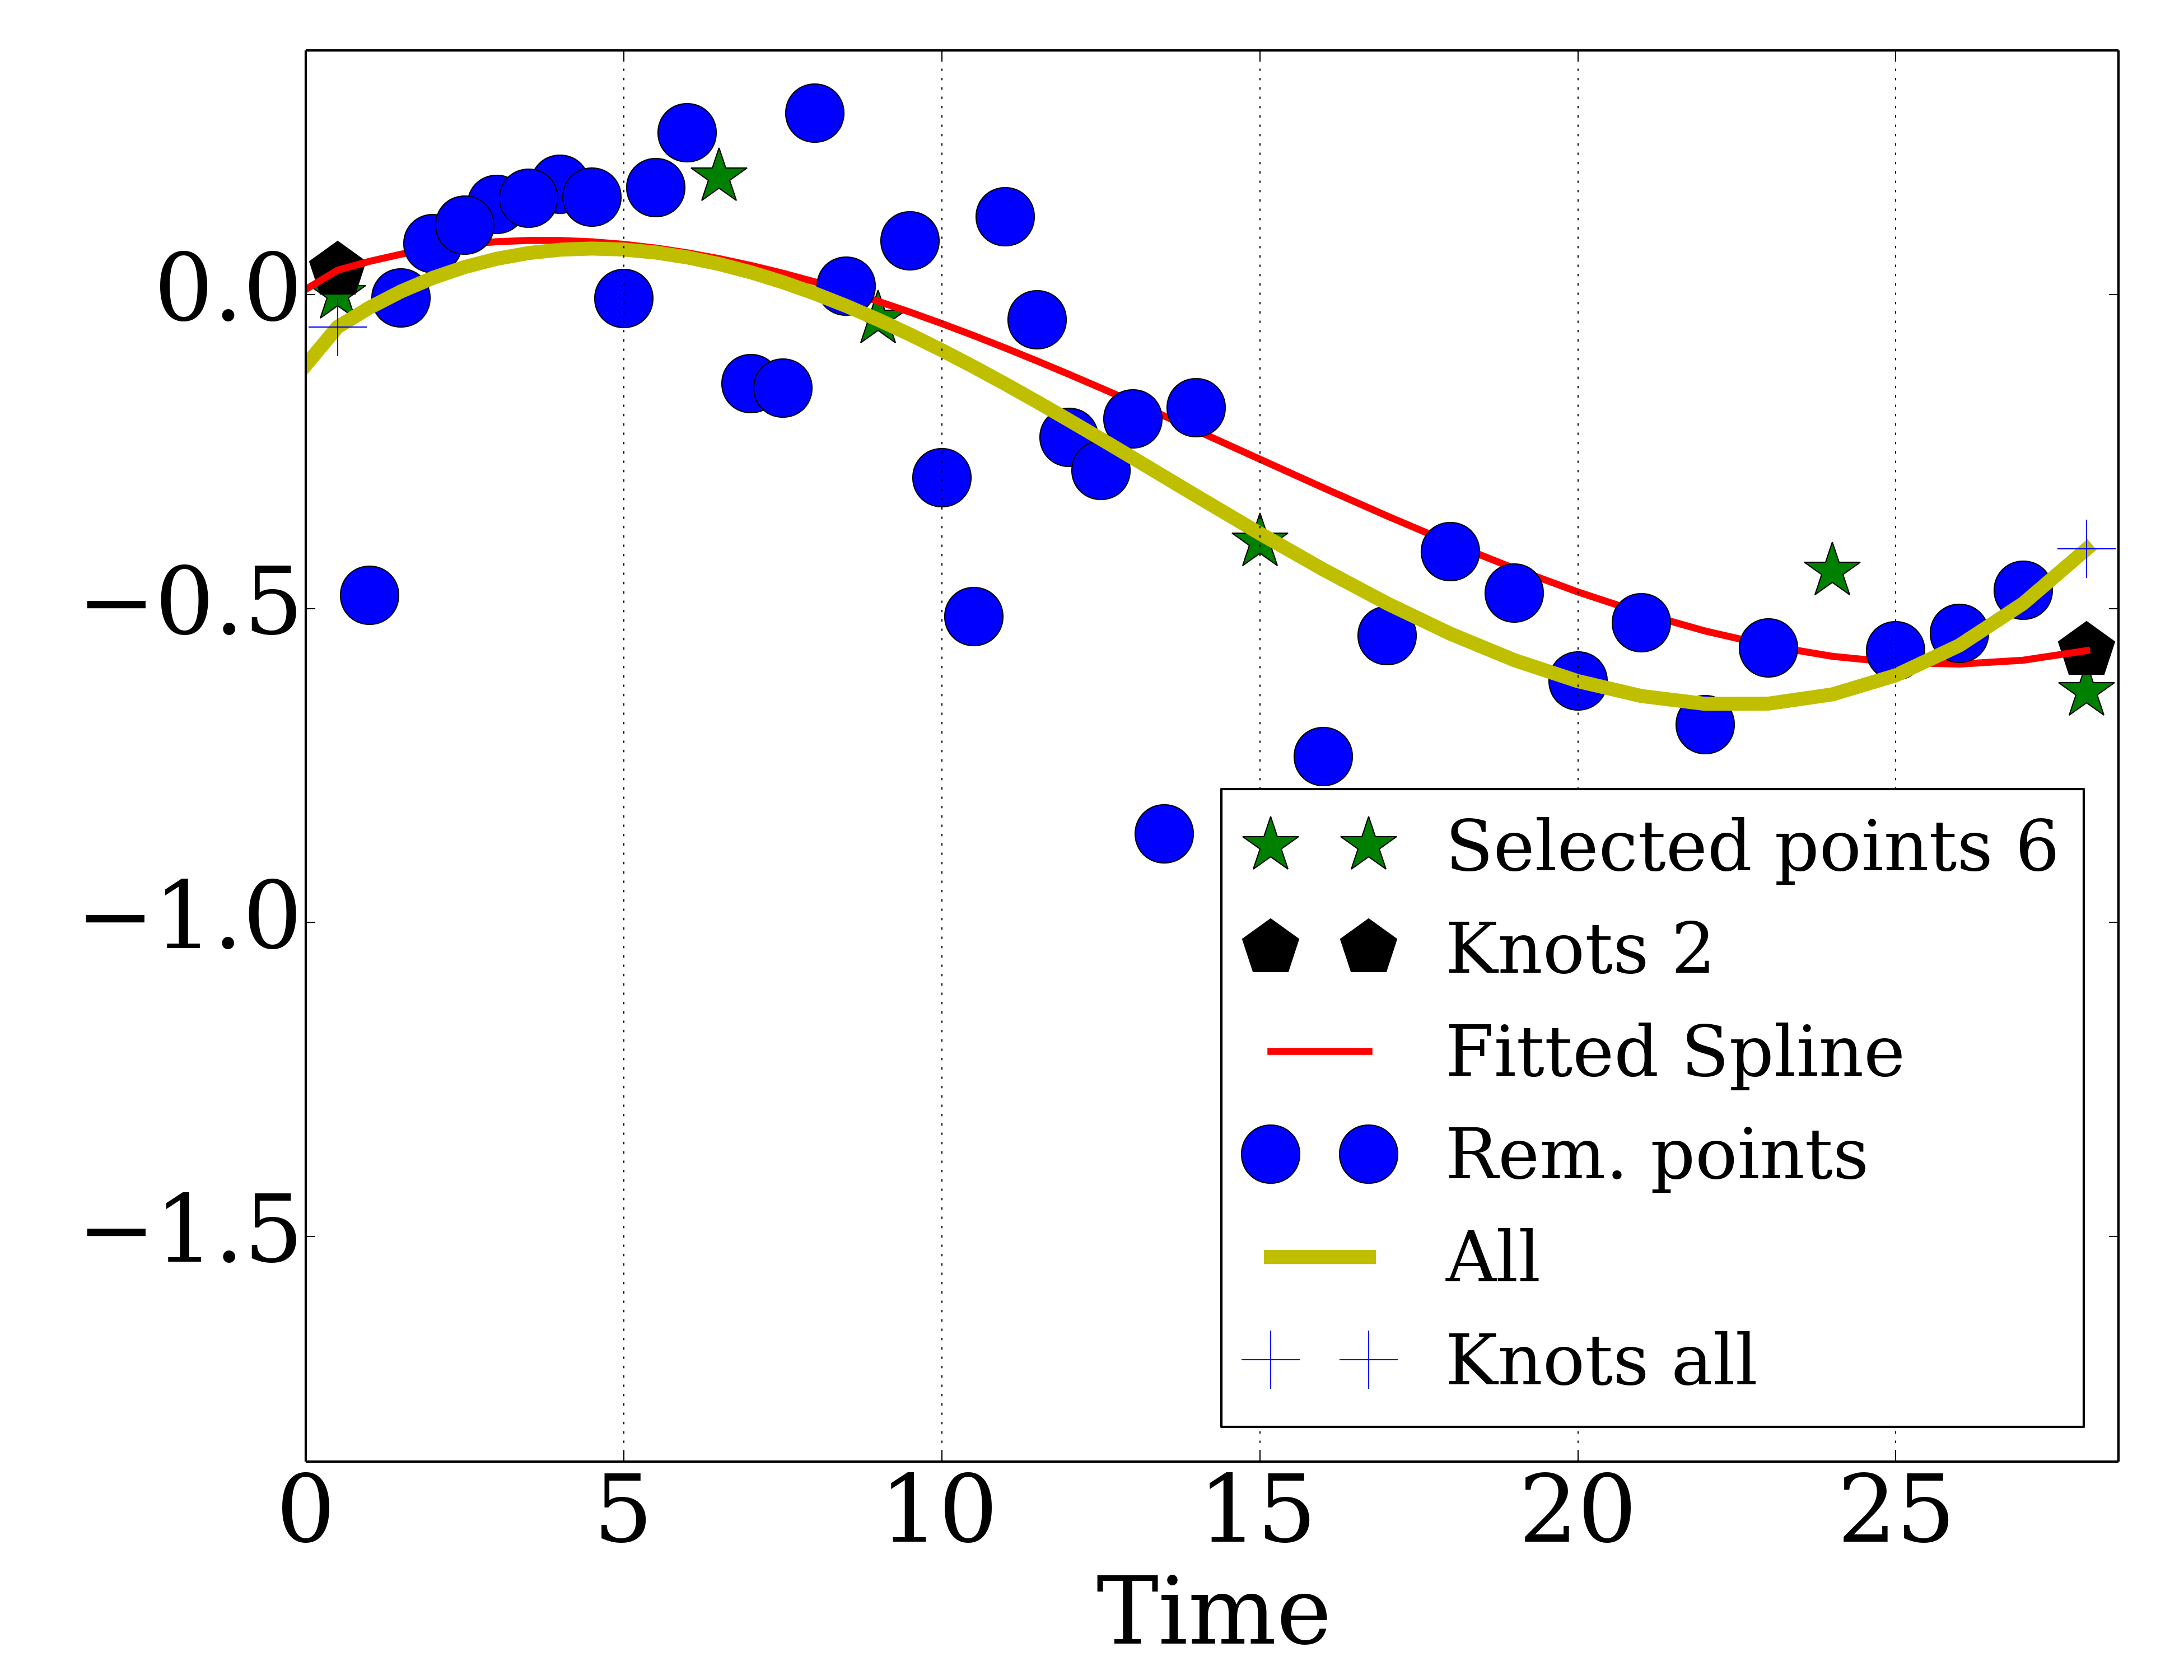 0.0
−0.5
−1.0
−1.5
Selected points 6
Knots 2
Fitted Spline
Rem. points
All
Knots all
0 5 10 15 20 25
Time